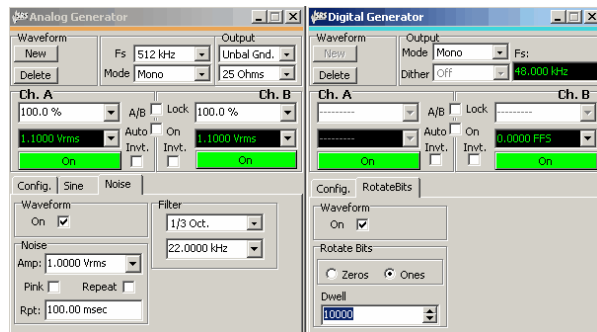 SRS Analog Generator
Waveform
New
Delete
Fs 512 kHz
Mode Mono
Output
Unbal Gnd.
25 Ohms
Ch. A
Ch. B
100.0 % A/B Lock 100.0 %
1.1000 Vrms Auto On 1.1000 Vrms
Invt. Invt.
On On
Config. Sine Noise
Waveform
On
Filter
1/3 Oct.
22.0000 kHz
Noise
Amp: 1.0000 Vrms
Pink Repeat
Rpt: 100.00 msec
SRS Digital Generator
Waveform
New
Delete
Output
Mode Mono Fs:
Dither Off 48.000 kHz
Ch. A
Ch. B
--------- A/B Lock ---------
--------- Auto On 0.0000 FFS
Invt. Invt.
On On
Config. RotateBits
Waveform
On
Rotate Bits
Zeros Ones
Dwell
10000